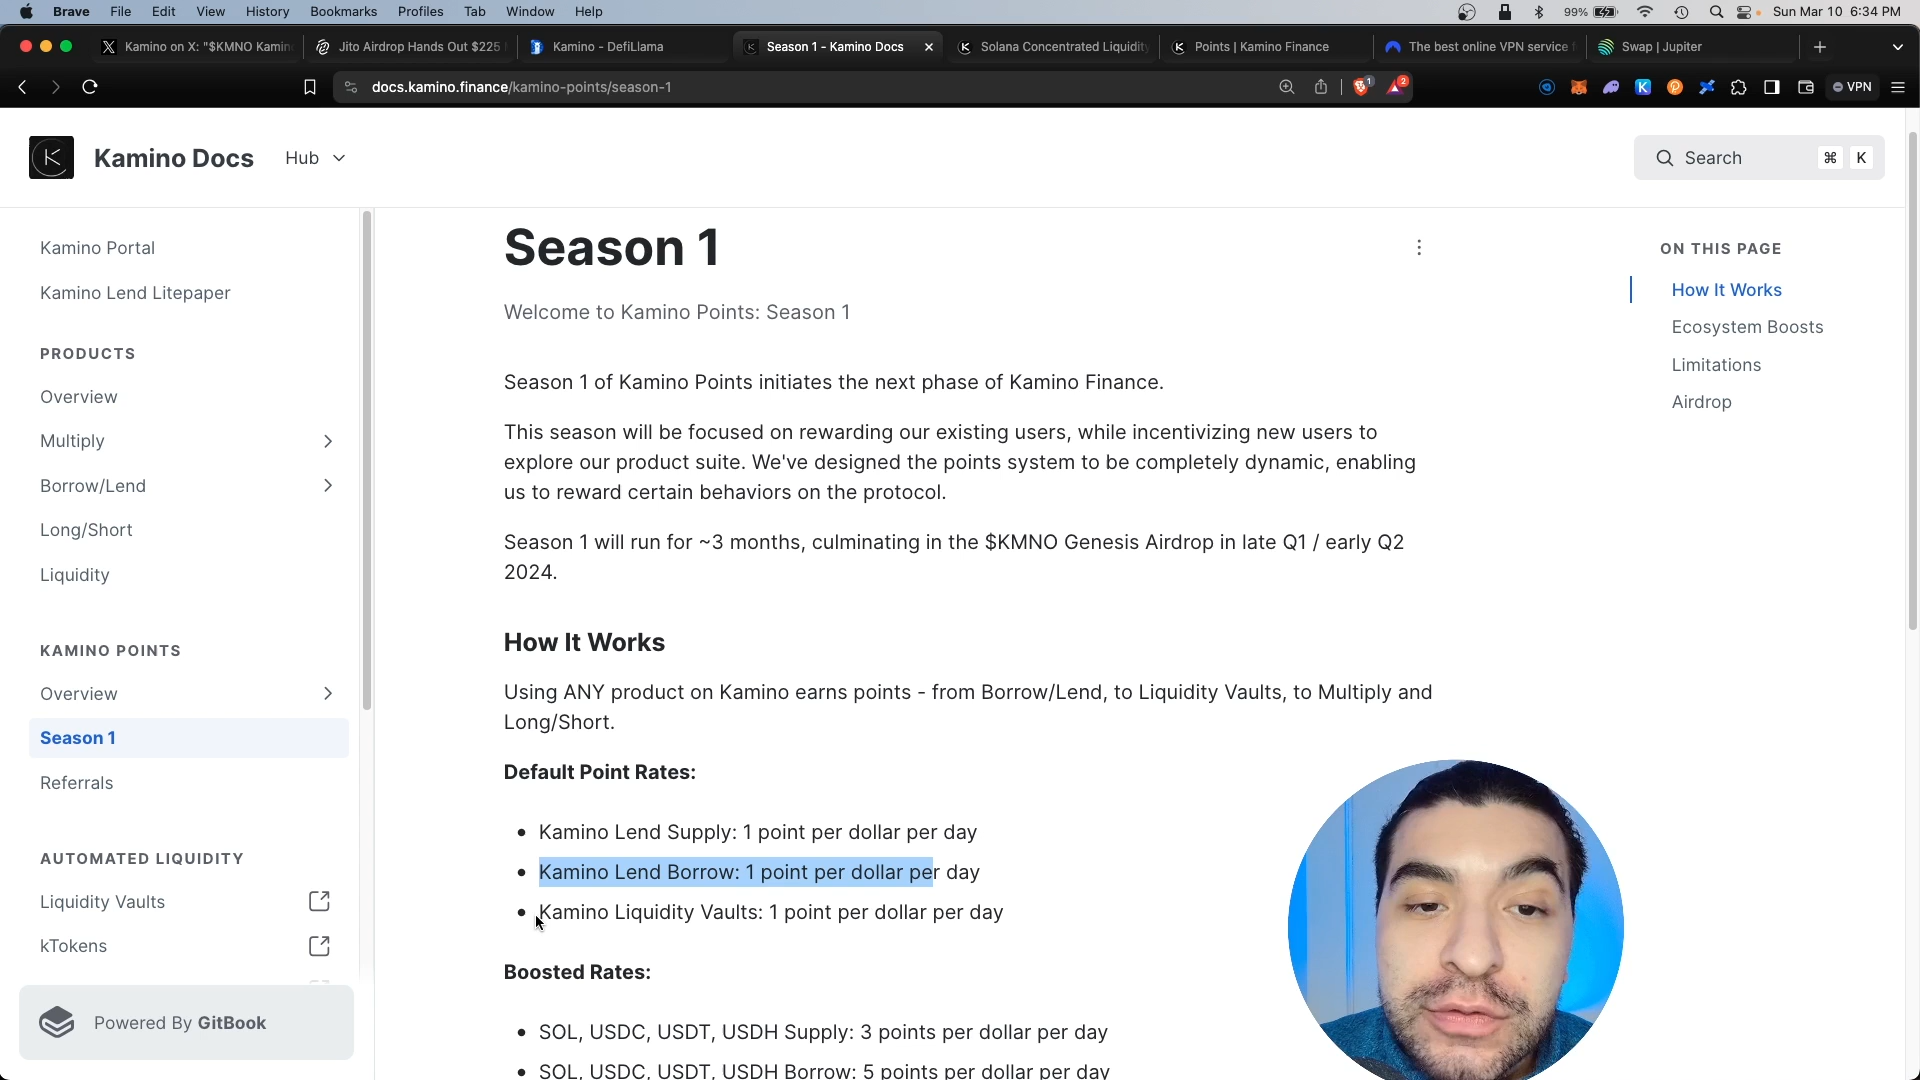 Brave File Edit View History Bookmarks Profiles Tab Window Help 99% Sun Mar 10 6:34 PM
Kamino on X: "$KMNO Kamin Jito Airdrop Hands Out $225 Kamino - DefiLlama Season 1 - Kamino Docs Solana Concentrated Liquidity Points | Kamino Finance The best online VPN service f Swap | Jupiter
docs.kamino.finance/kamino-points/season-1 1 2 VPN
Kamino Docs Hub Search ⌘ K
Kamino Portal
Kamino Lend Litepaper
PRODUCTS
Overview
Multiply
Borrow/Lend
Long/Short
Liquidity
KAMINO POINTS
Overview
Season 1
Referrals
AUTOMATED LIQUIDITY
Liquidity Vaults
kTokens
Powered By GitBook
Season 1
Welcome to Kamino Points: Season 1
Season 1 of Kamino Points initiates the next phase of Kamino Finance.
This season will be focused on rewarding our existing users, while incentivizing new users to
explore our product suite. We've designed the points system to be completely dynamic, enabling
us to reward certain behaviors on the protocol.
Season 1 will run for ~3 months, culminating in the $KMNO Genesis Airdrop in late Q1 / early Q2
2024.
How It Works
Using ANY product on Kamino earns points - from Borrow/Lend, to Liquidity Vaults, to Multiply and
Long/Short.
Default Point Rates:
• Kamino Lend Supply: 1 point per dollar per day
• Kamino Lend Borrow: 1 point per dollar per day
• Kamino Liquidity Vaults: 1 point per dollar per day
Boosted Rates:
• SOL, USDC, USDT, USDH Supply: 3 points per dollar per day
• SOL, USDC, USDT, USDH Borrow: 5 points per dollar per day
ON THIS PAGE
How It Works
Ecosystem Boosts
Limitations
Airdrop